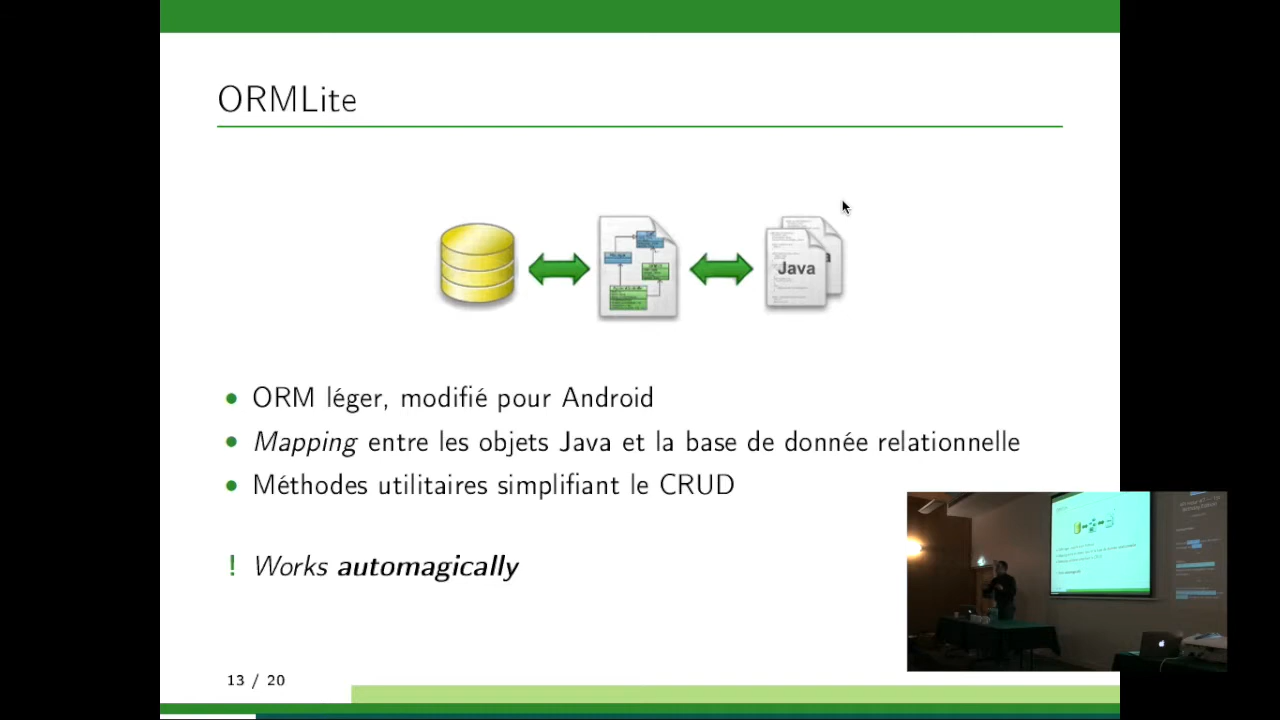 ORMLite
Java
ORM léger, modifié pour Android
Mapping entre les objets Java et la base de donnée relationnelle
Méthodes utilitaires simplifiant le CRUD
! Works automagically
13 / 20